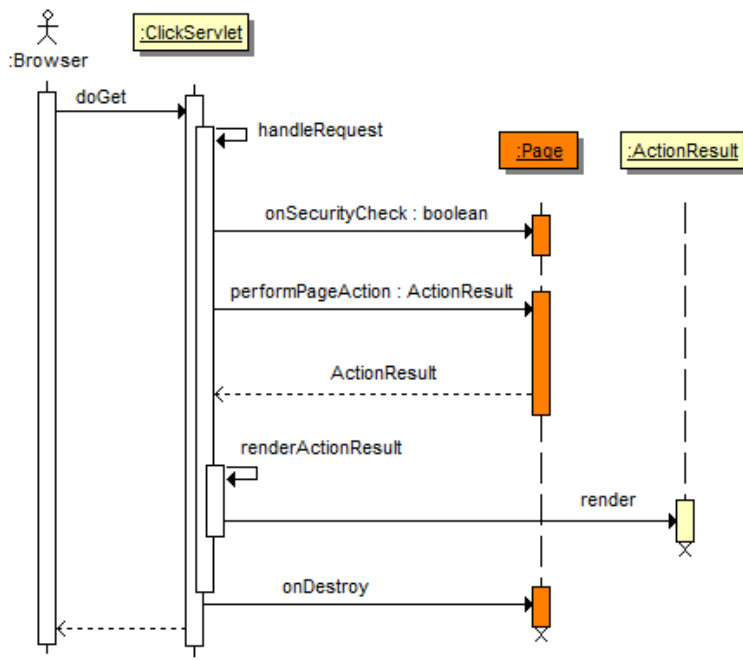 :ClickServlet
:Browser
doGet
handleRequest
:Page
:ActionResult
onSecurityCheck : boolean
performPageAction : ActionResult
ActionResult
renderActionResult
render
onDestroy